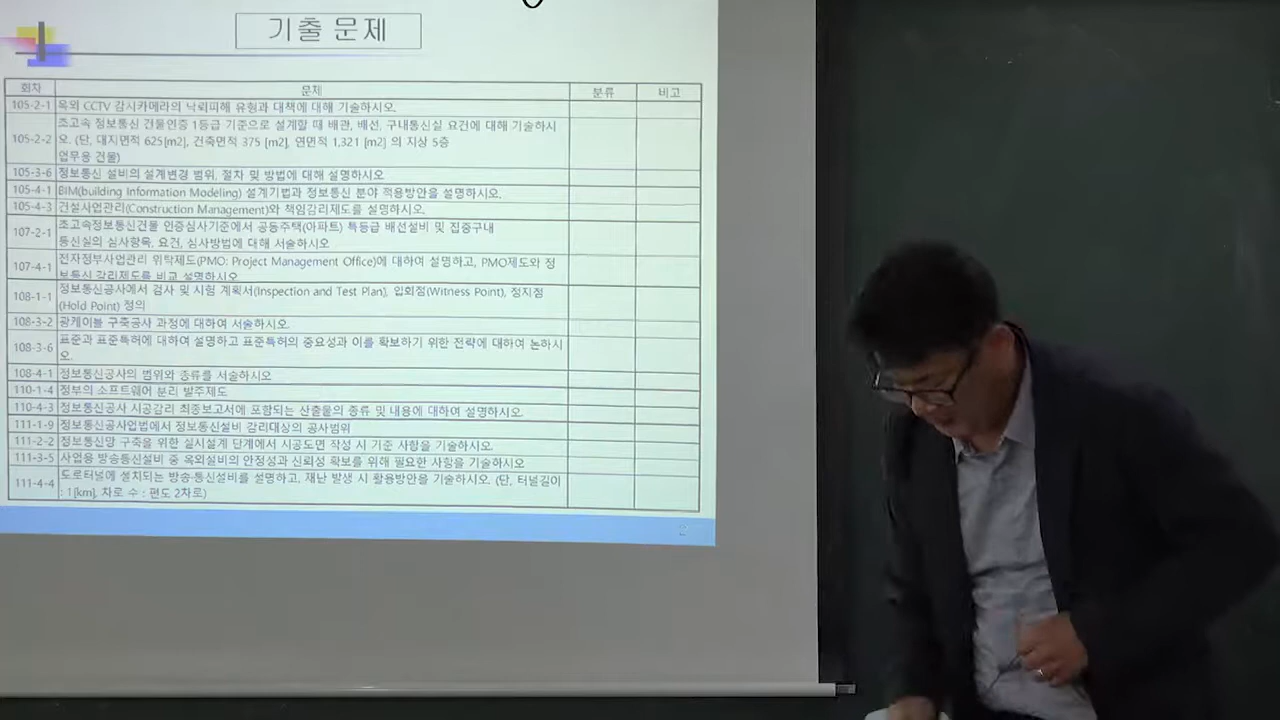 기출 문제
회차 문제 분류 비고
105-2-1 옥외 CCTV 감시카메라의 낙뢰피해 유형과 대책에 대해 기술하시오.
105-2-2 초고속 정보통신 건물인증 1등급 기준으로 설계할 때 배관, 배선, 구내통신실 요건에 대해 기술하시
오. (단, 대지면적 625[m2], 건축면적 375 [m2], 연면적 1,321 [m2] 의 지상 5층
업무용 건물)
105-3-6 정보통신 설비의 설계변경 범위, 절차 및 방법에 대해 설명하시오
105-4-1 BIM(building Information Modeling) 설계기법과 정보통신 분야 적용방안을 설명하시오.
105-4-3 건설사업관리(Construction Management)와 책임감리제도를 설명하시오.
107-2-1 초고속정보통신건물 인증심사기준에서 공동주택(아파트) 특등급 배선설비 및 집중구내
통신실의 심사항목, 요건, 심사방법에 대해 서술하시오
107-4-1 전자정부사업관리 위탁제도(PMO: Project Management Office)에 대하여 설명하고, PMO제도와 정
보통신 감리제도를 비교 설명하시오
108-1-1 정보통신공사에서 검사 및 시험 계획서(Inspection and Test Plan), 입회점(Witness Point), 정지점
(Hold Point) 정의
108-3-2 광케이블 구축공사 과정에 대하여 서술하시오.
108-3-6 표준과 표준특허에 대하여 설명하고 표준특허의 중요성과 이를 확보하기 위한 전략에 대하여 논하시
오.
108-4-1 정보통신공사의 범위와 종류를 서술하시오
110-1-4 정부의 소프트웨어 분리 발주제도
110-4-3 정보통신공사 시공감리 최종보고서에 포함되는 산출물의 종류 및 내용에 대하여 설명하시오.
111-1-9 정보통신공사업법에서 정보통신설비 감리대상의 공사범위
111-2-2 정보통신망 구축을 위한 실시설계 단계에서 시공도면 작성 시 기준 사항을 기술하시오.
111-3-5 사업용 방송통신설비 중 옥외설비의 안정성과 신뢰성 확보를 위해 필요한 사항을 기술하시오
111-4-4 도로터널에 설치되는 방송·통신설비를 설명하고, 재난 발생 시 활용방안을 기술하시오. (단, 터널길이
: 1[km], 차로 수 : 편도 2차로)